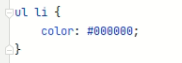 ul li {
color: #000000;
}